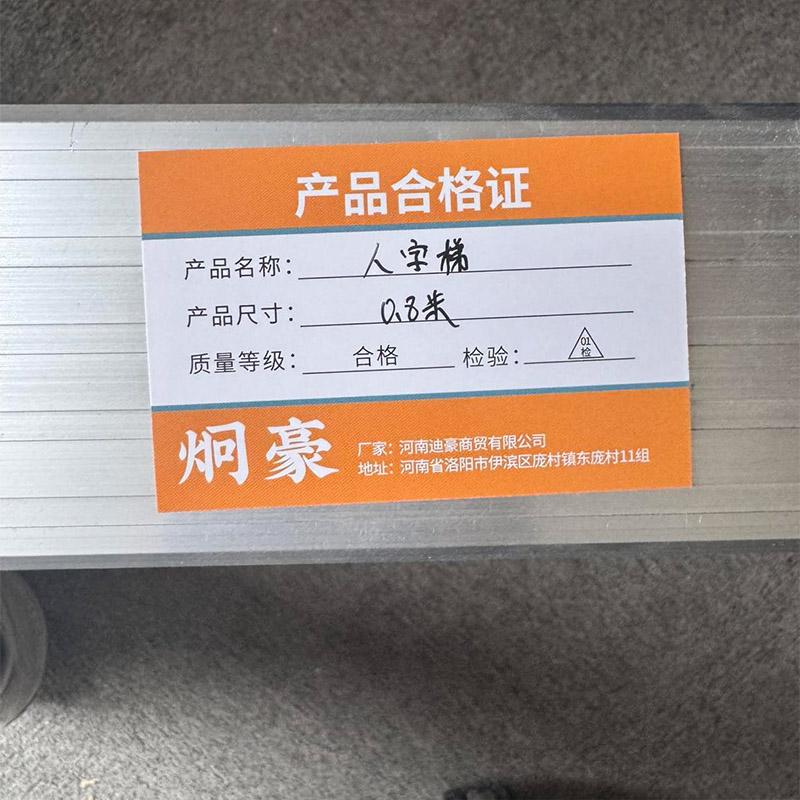 产品合格证
产品名称： 人字梯
产品尺寸： 0.8米
质量等级： 合格 检验： 01检
炯豪
厂家：河南迪豪商贸有限公司
地址：河南省洛阳市伊滨区庞村镇东庞村11组